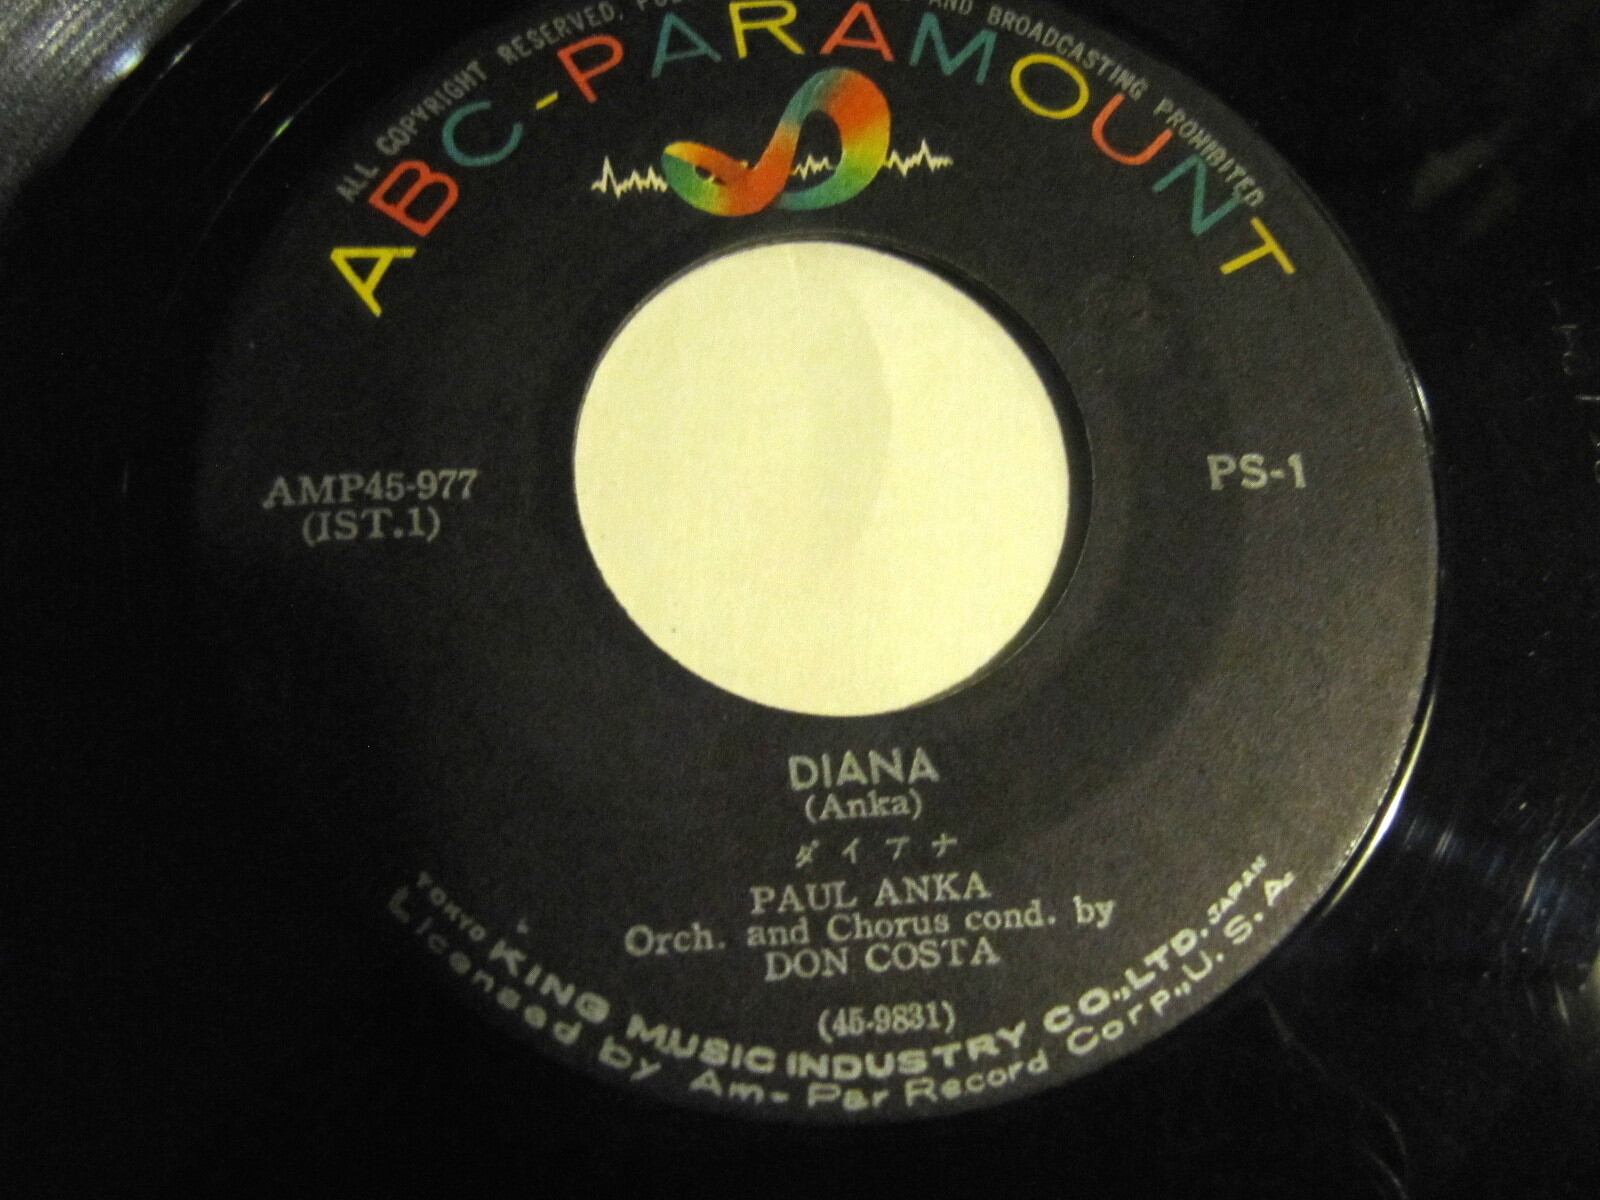 ALL COPYRIGHT RESERVED, AND BROADCASTING PROHIBITED
ABC-PARAMOUNT
AMP45-977
(IST.1)
PS-1
DIANA
(Anka)
ダイアナ
PAUL ANKA
Orch. and Chorus cond. by
DON COSTA
(45-9831)
TOKYO KING MUSIC INDUSTRY CO.,LTD. JAPAN
Licensed by Am-Par Record Corp.,U.S.A.